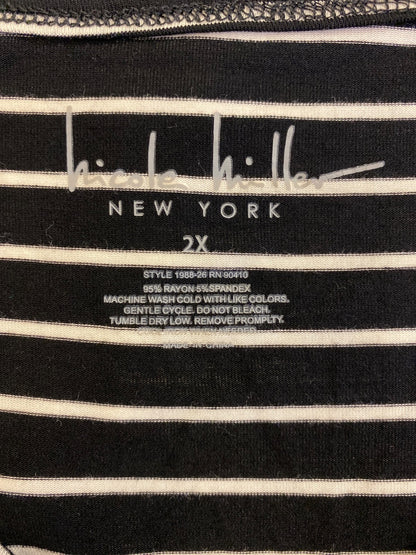 nicole miller
NEW YORK
2X
STYLE 1988-26 RN 90410
95% RAYON 5%SPANDEX
MACHINE WASH COLD WITH LIKE COLORS.
GENTLE CYCLE. DO NOT BLEACH.
TUMBLE DRY LOW. REMOVE PROMPLTY.